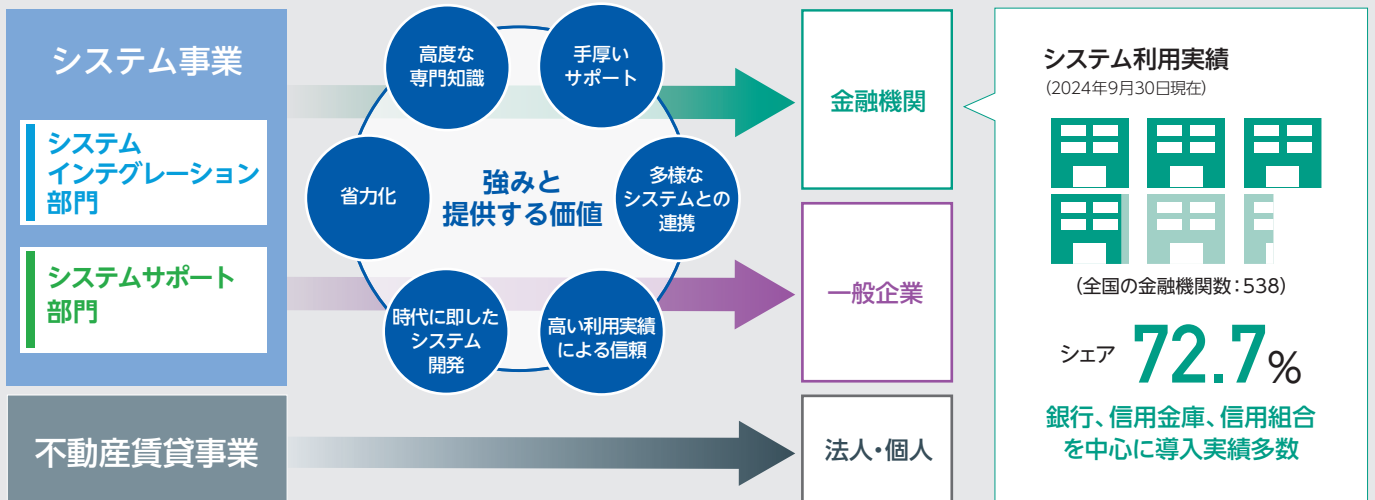 システム事業
システム
インテグレーション
部門
システムサポート
部門
高度な
専門知識
手厚い
サポート
省力化
強みと
提供する価値
多様な
システムとの
連携
時代に即した
システム
開発
高い利用実績
による信頼
金融機関
一般企業
不動産賃貸事業
法人・個人
システム利用実績
(2024年9月30日現在)
(全国の金融機関数:538)
シェア 72.7%
銀行、信用金庫、信用組合
を中心に導入実績多数